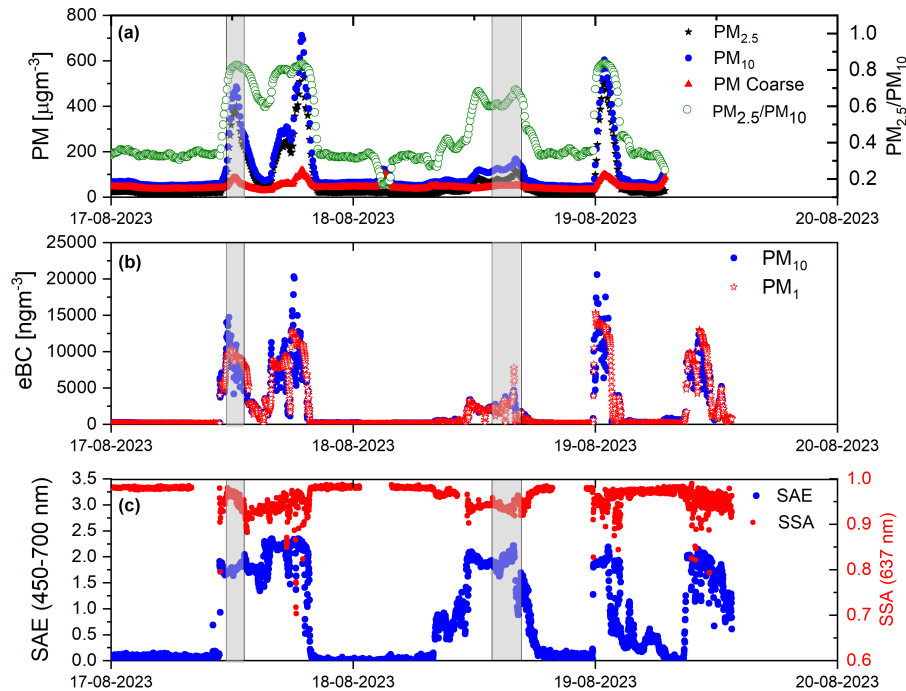 (a)
PM [µgm-3]
800
600
400
200
0
PM2.5
PM10
PM Coarse
PM2.5/PM10
1.0
0.8
0.6
0.4
0.2
PM2.5/PM10
17-08-2023 18-08-2023 19-08-2023 20-08-2023
(b)
eBC [ngm-3]
25000
20000
15000
10000
5000
0
PM10
PM1
17-08-2023 18-08-2023 19-08-2023 20-08-2023
(c)
SAE (450-700 nm)
3.5
3.0
2.5
2.0
1.5
1.0
0.5
0.0
SAE
SSA
1.0
0.9
0.8
0.7
0.6
SSA (637 nm)
17-08-2023 18-08-2023 19-08-2023 20-08-2023